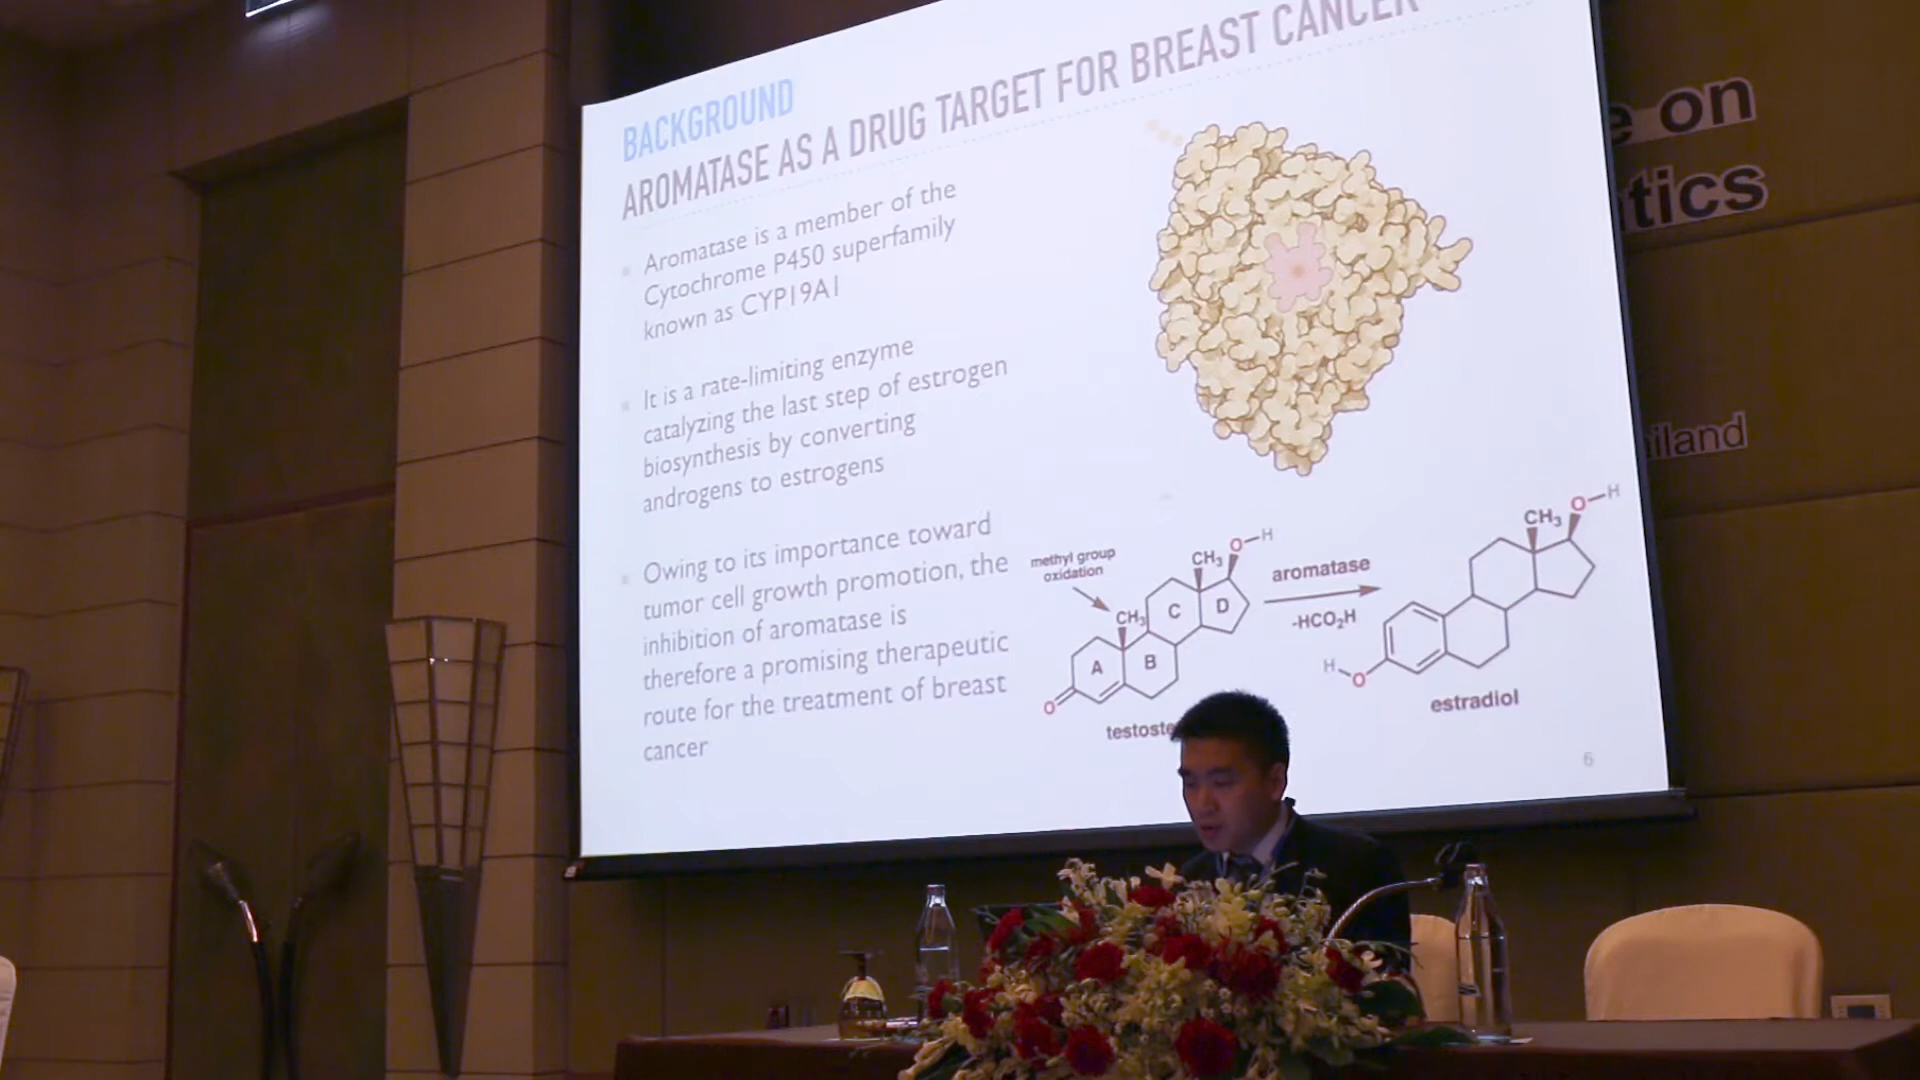 BACKGROUND
AROMATASE AS A DRUG TARGET FOR BREAST CANCER
Aromatase is a member of the
Cytochrome P450 superfamily
known as CYP19A1
It is a rate-limiting enzyme
catalyzing the last step of estrogen
biosynthesis by converting
androgens to estrogens
Owing to its importance toward
tumor cell growth promotion, the
inhibition of aromatase is
therefore a promising therapeutic
route for the treatment of breast
cancer
methyl group
oxidation
CH3
CH3
O-H
A
B
C
D
O
testoste
aromatase
-HCO2H
CH3
O-H
H-O
estradiol
6
e on
tics
iland